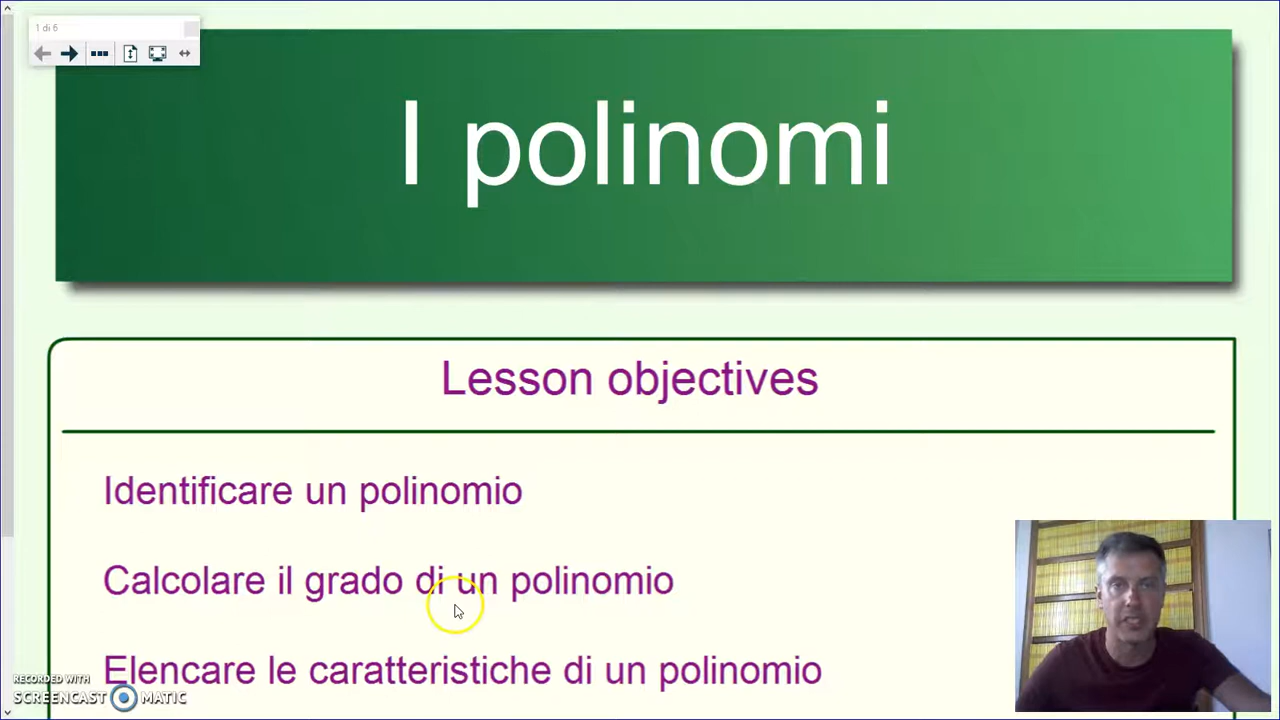 1 di 6
I polinomi
Lesson objectives
Identificare un polinomio
Calcolare il grado di un polinomio
Elencare le caratteristiche di un polinomio
RECORDED WITH
SCREENCAST MATIC